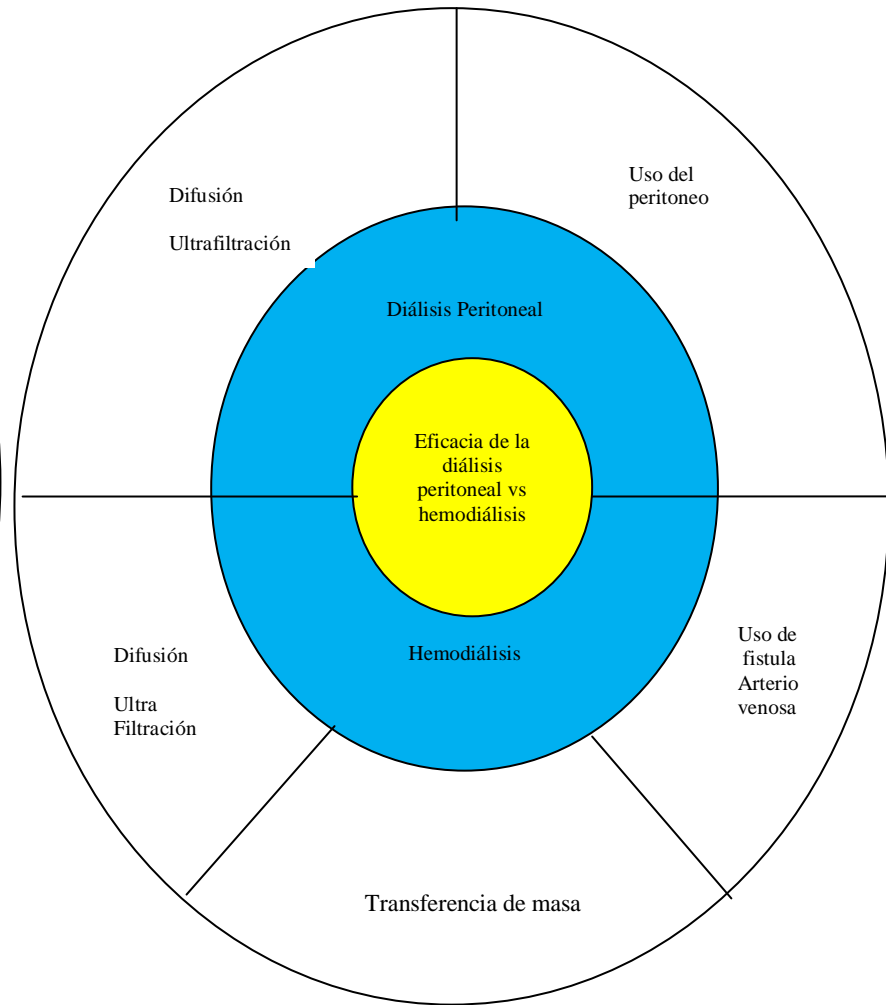 Difusión
Ultrafiltración
Uso del
peritoneo
Diálisis Peritoneal
Eficacia de la
diálisis
peritoneal vs
hemodiálisis
Hemodiálisis
Difusión
Ultra
Filtración
Uso de
fistula
Arterio
venosa
Transferencia de masa